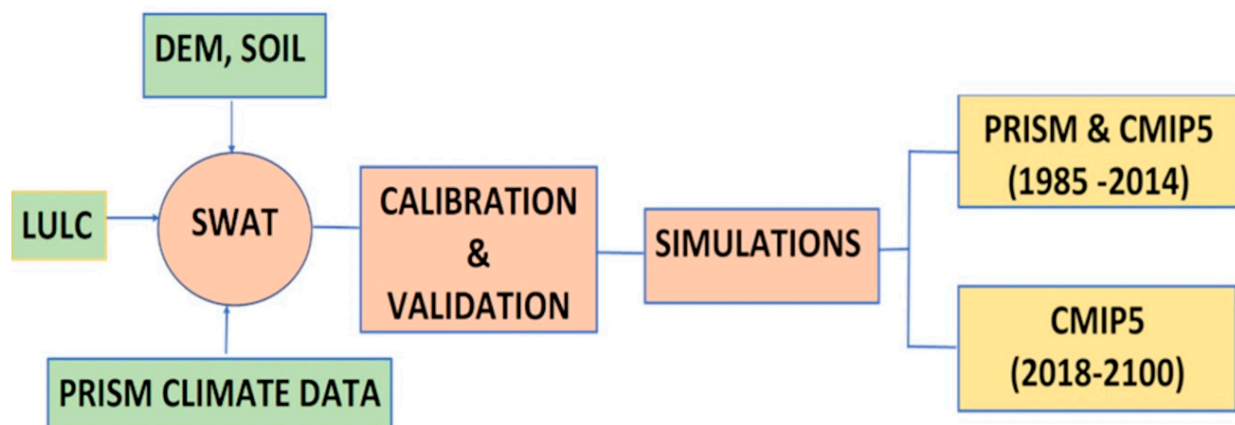 DEM, SOIL
LULC
SWAT
PRISM CLIMATE DATA
CALIBRATION
&
VALIDATION
SIMULATIONS
PRISM & CMIP5
(1985 -2014)
CMIP5
(2018-2100)